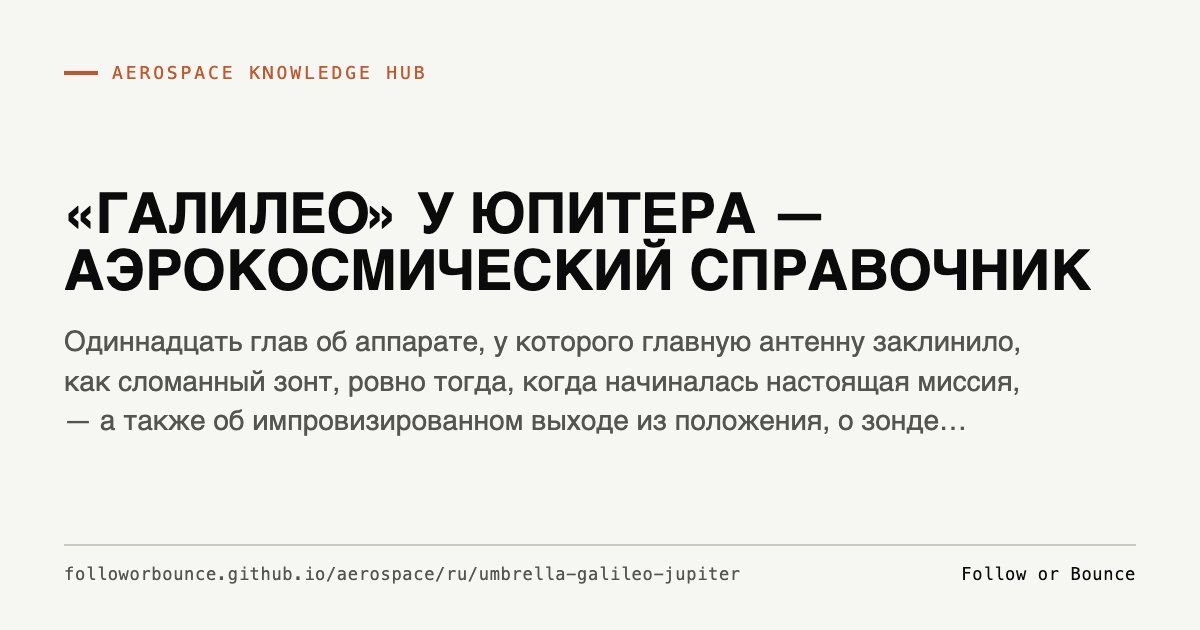 AEROSPACE KNOWLEDGE HUB
«ГАЛИЛЕО» У ЮПИТЕРА —
АЭРОКОСМИЧЕСКИЙ СПРАВОЧНИК
Одиннадцать глав об аппарате, у которого главную антенну заклинило,
как сломанный зонт, ровно тогда, когда начиналась настоящая миссия,
— а также об импровизированном выходе из положения, о зонде…
followorbounce.github.io/aerospace/ru/umbrella-galileo-jupiter
Follow or Bounce